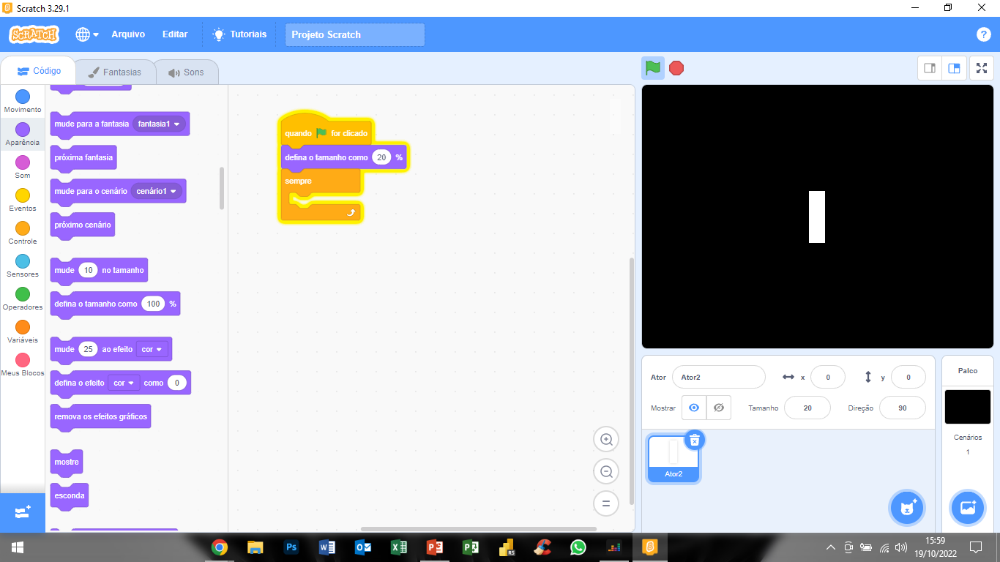 Scratch 3.29.1
SCRATCH
Arquivo
Editar
Tutoriais
Projeto Scratch
?
Código
Fantasias
Sons
Movimento
Aparência
Som
Eventos
Controle
Sensores
Operadores
Variáveis
Meus Blocos
mude para a fantasia fantasia1
próxima fantasia
mude para o cenário cenário1
próximo cenário
mude 10 no tamanho
defina o tamanho como 100 %
mude 25 ao efeito cor
defina o efeito cor como 0
remova os efeitos gráficos
mostre
esconda
quando for clicado
defina o tamanho como 20 %
sempre
Ator Ator2 x 0 y 0
Mostrar Tamanho 20 Direção 90
Ator2
Palco
Cenários
1
Ps
W
O
X
P
P
RS
15:59
19/10/2022